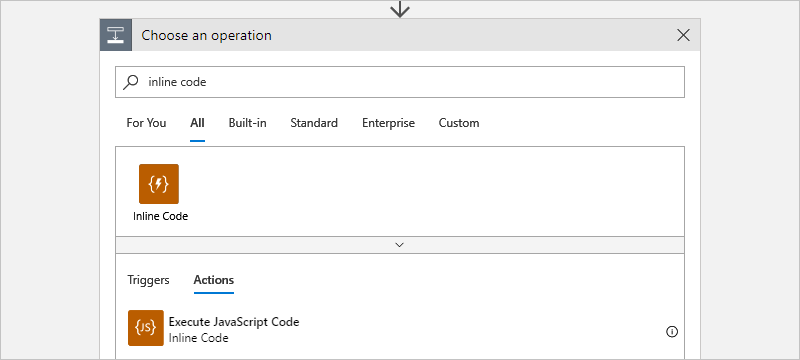 Choose an operation
inline code
For You All Built-in Standard Enterprise Custom
Inline Code
Triggers Actions
{JS} Execute JavaScript Code
Inline Code